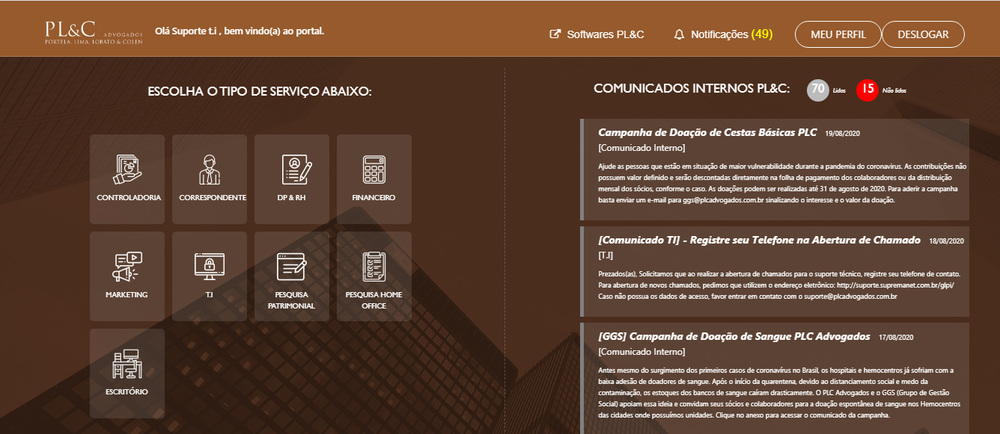 PL&C ADVOGADOS
PORTELA, LIMA, LOBATO & COLEN
Olá Suporte t.i , bem vindo(a) ao portal.
Softwares PL&C
Notificações (49)
MEU PERFIL
DESLOGAR
ESCOLHA O TIPO DE SERVIÇO ABAIXO:
CONTROLADORIA
CORRESPONDENTE
DP & RH
FINANCEIRO
MARKETING
T.I
PESQUISA
PATRIMONIAL
PESQUISA HOME
OFFICE
ESCRITÓRIO
COMUNICADOS INTERNOS PL&C:
70 Lidos
15 Não lidas
Campanha de Doação de Cestas Básicas PLC 19/08/2020
[Comunicado Interno]
Ajude as pessoas que estão em situação de maior vulnerabilidade durante a pandemia do coronavirus. As contribuições não
possuem valor definido e serão descontadas diretamente na folha de pagamento dos colaboradores ou da distribuição
mensal dos sócios, conforme o caso. As doações podem ser realizadas até 31 de agosto de 2020. Para aderir a campanha
basta enviar um e-mail para ggs@plcadvogados.com.br sinalizando o interesse e o valor da doação.
[Comunicado TI] - Registre seu Telefone na Abertura de Chamado 18/08/2020
[T.I]
Prezados(as), Solicitamos que ao realizar a abertura de chamados para o suporte técnico, registre seu telefone de contato.
Para abertura de novos chamados, pedimos que utilizem o endereço eletrônico: http://suporte.supremanet.com.br/glpi/
Caso não possua os dados de acesso, favor entrar em contato com o suporte@plcadvogados.com.br
[GGS] Campanha de Doação de Sangue PLC Advogados 17/08/2020
[Comunicado Interno]
Antes mesmo do surgimento dos primeiros casos de coronavírus no Brasil, os hospitais e hemocentros já sofriam com a
baixa adesão de doadores de sangue. Após o início da quarentena, devido ao distanciamento social e medo da
contaminação, os estoques dos bancos de sangue caíram drasticamente. O PLC Advogados e o GGS (Grupo de Gestão
Social) apoiam essa ideia e convidam seus sócios e colaboradores para a doação espontânea de sangue nos Hemocentros
das cidades onde possuímos unidades. Clique no anexo para acessar o comunicado da campanha.